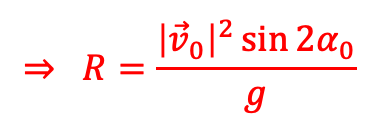 ⇒ R = |v⃗₀|² sin 2α₀ / g